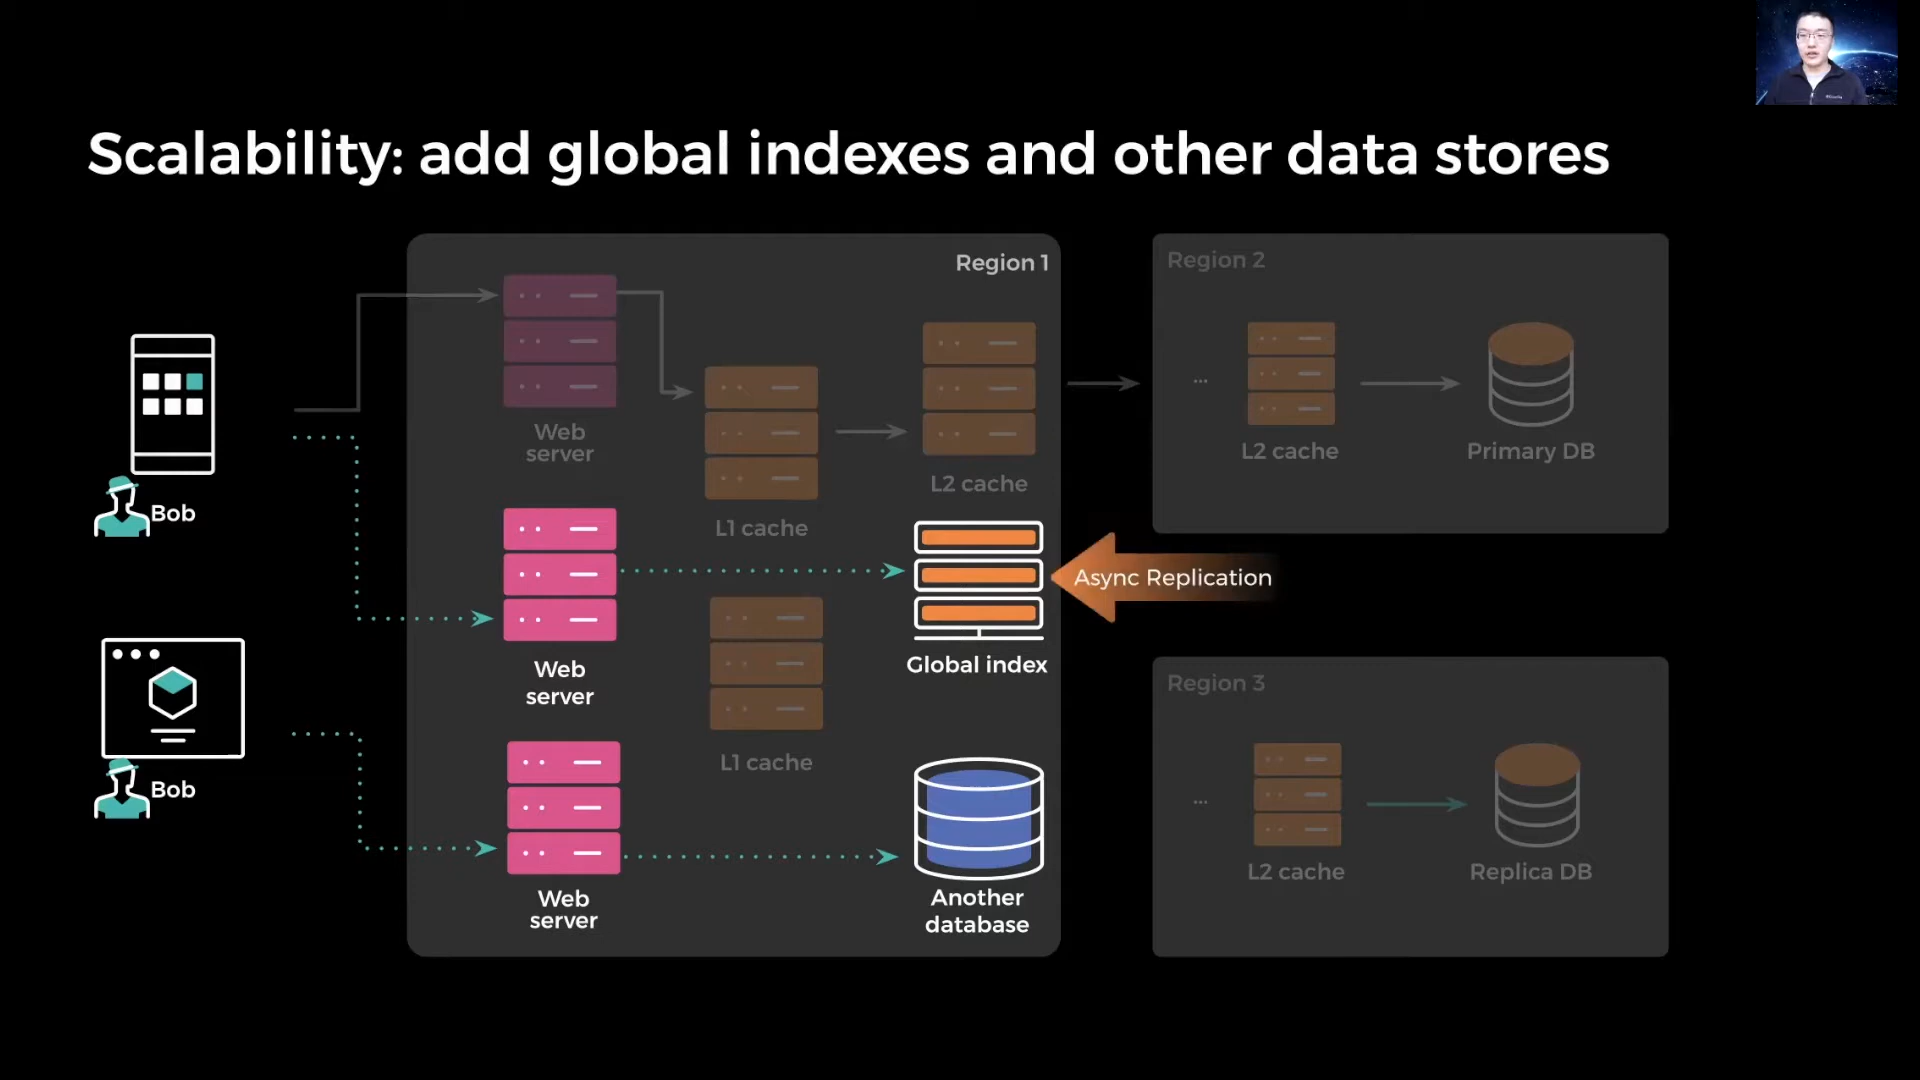 Scalability: add global indexes and other data stores
Region 1
Region 2
Web
server
L1 cache
L2 cache
...
L2 cache
Primary DB
Bob
Web
server
Global index
Async Replication
L1 cache
Region 3
Bob
Web
server
Another
database
...
L2 cache
Replica DB